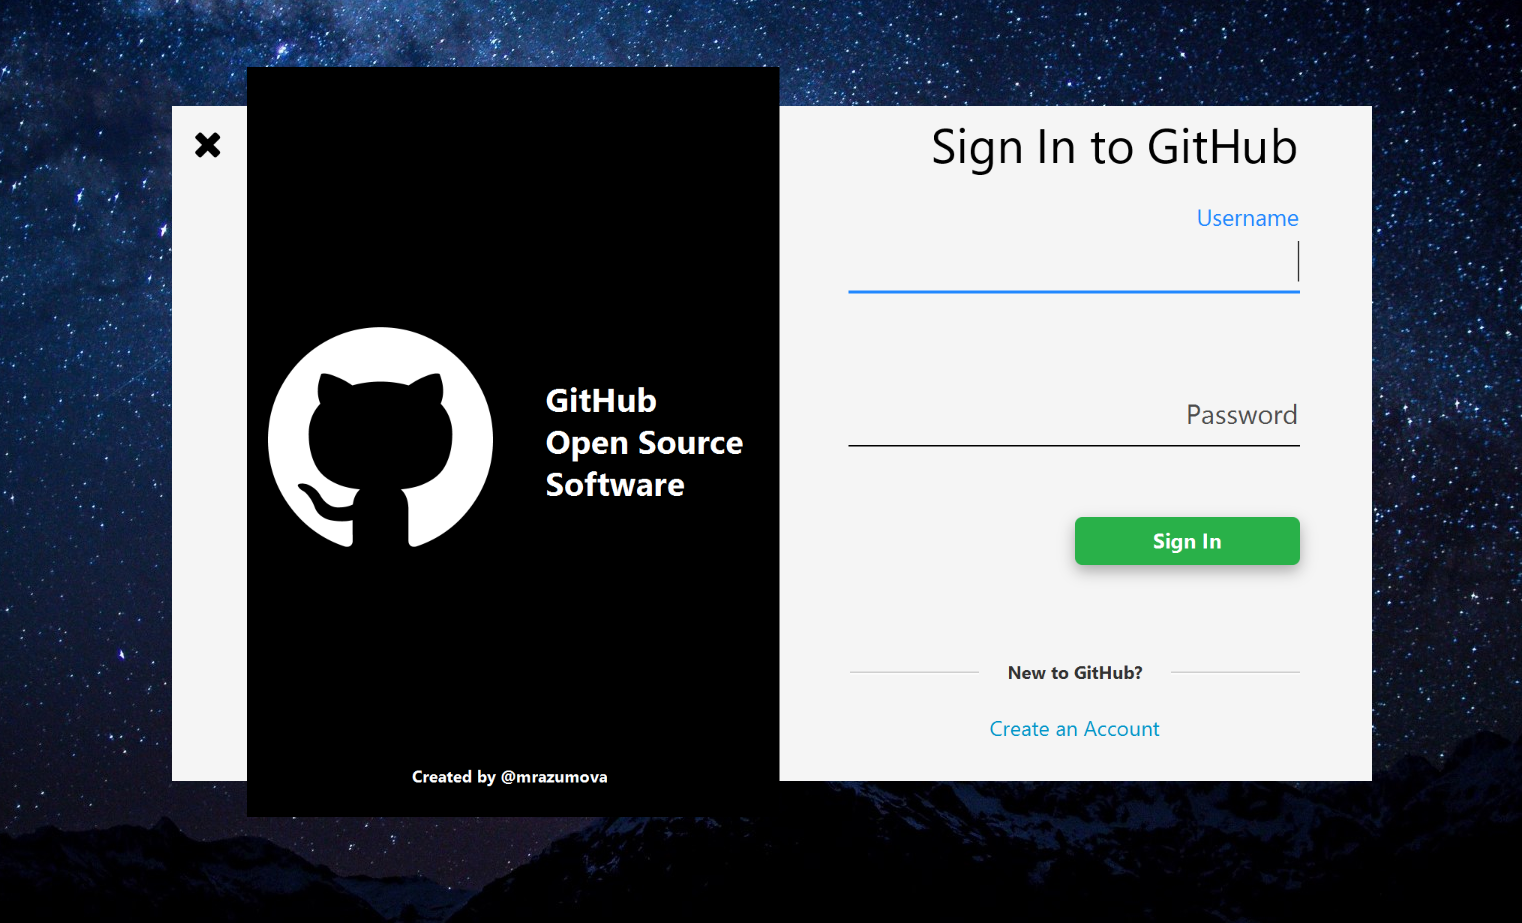 GitHub
Open Source
Software
Created by @mrazumova
Sign In to GitHub
Username
Password
Sign In
New to GitHub?
Create an Account